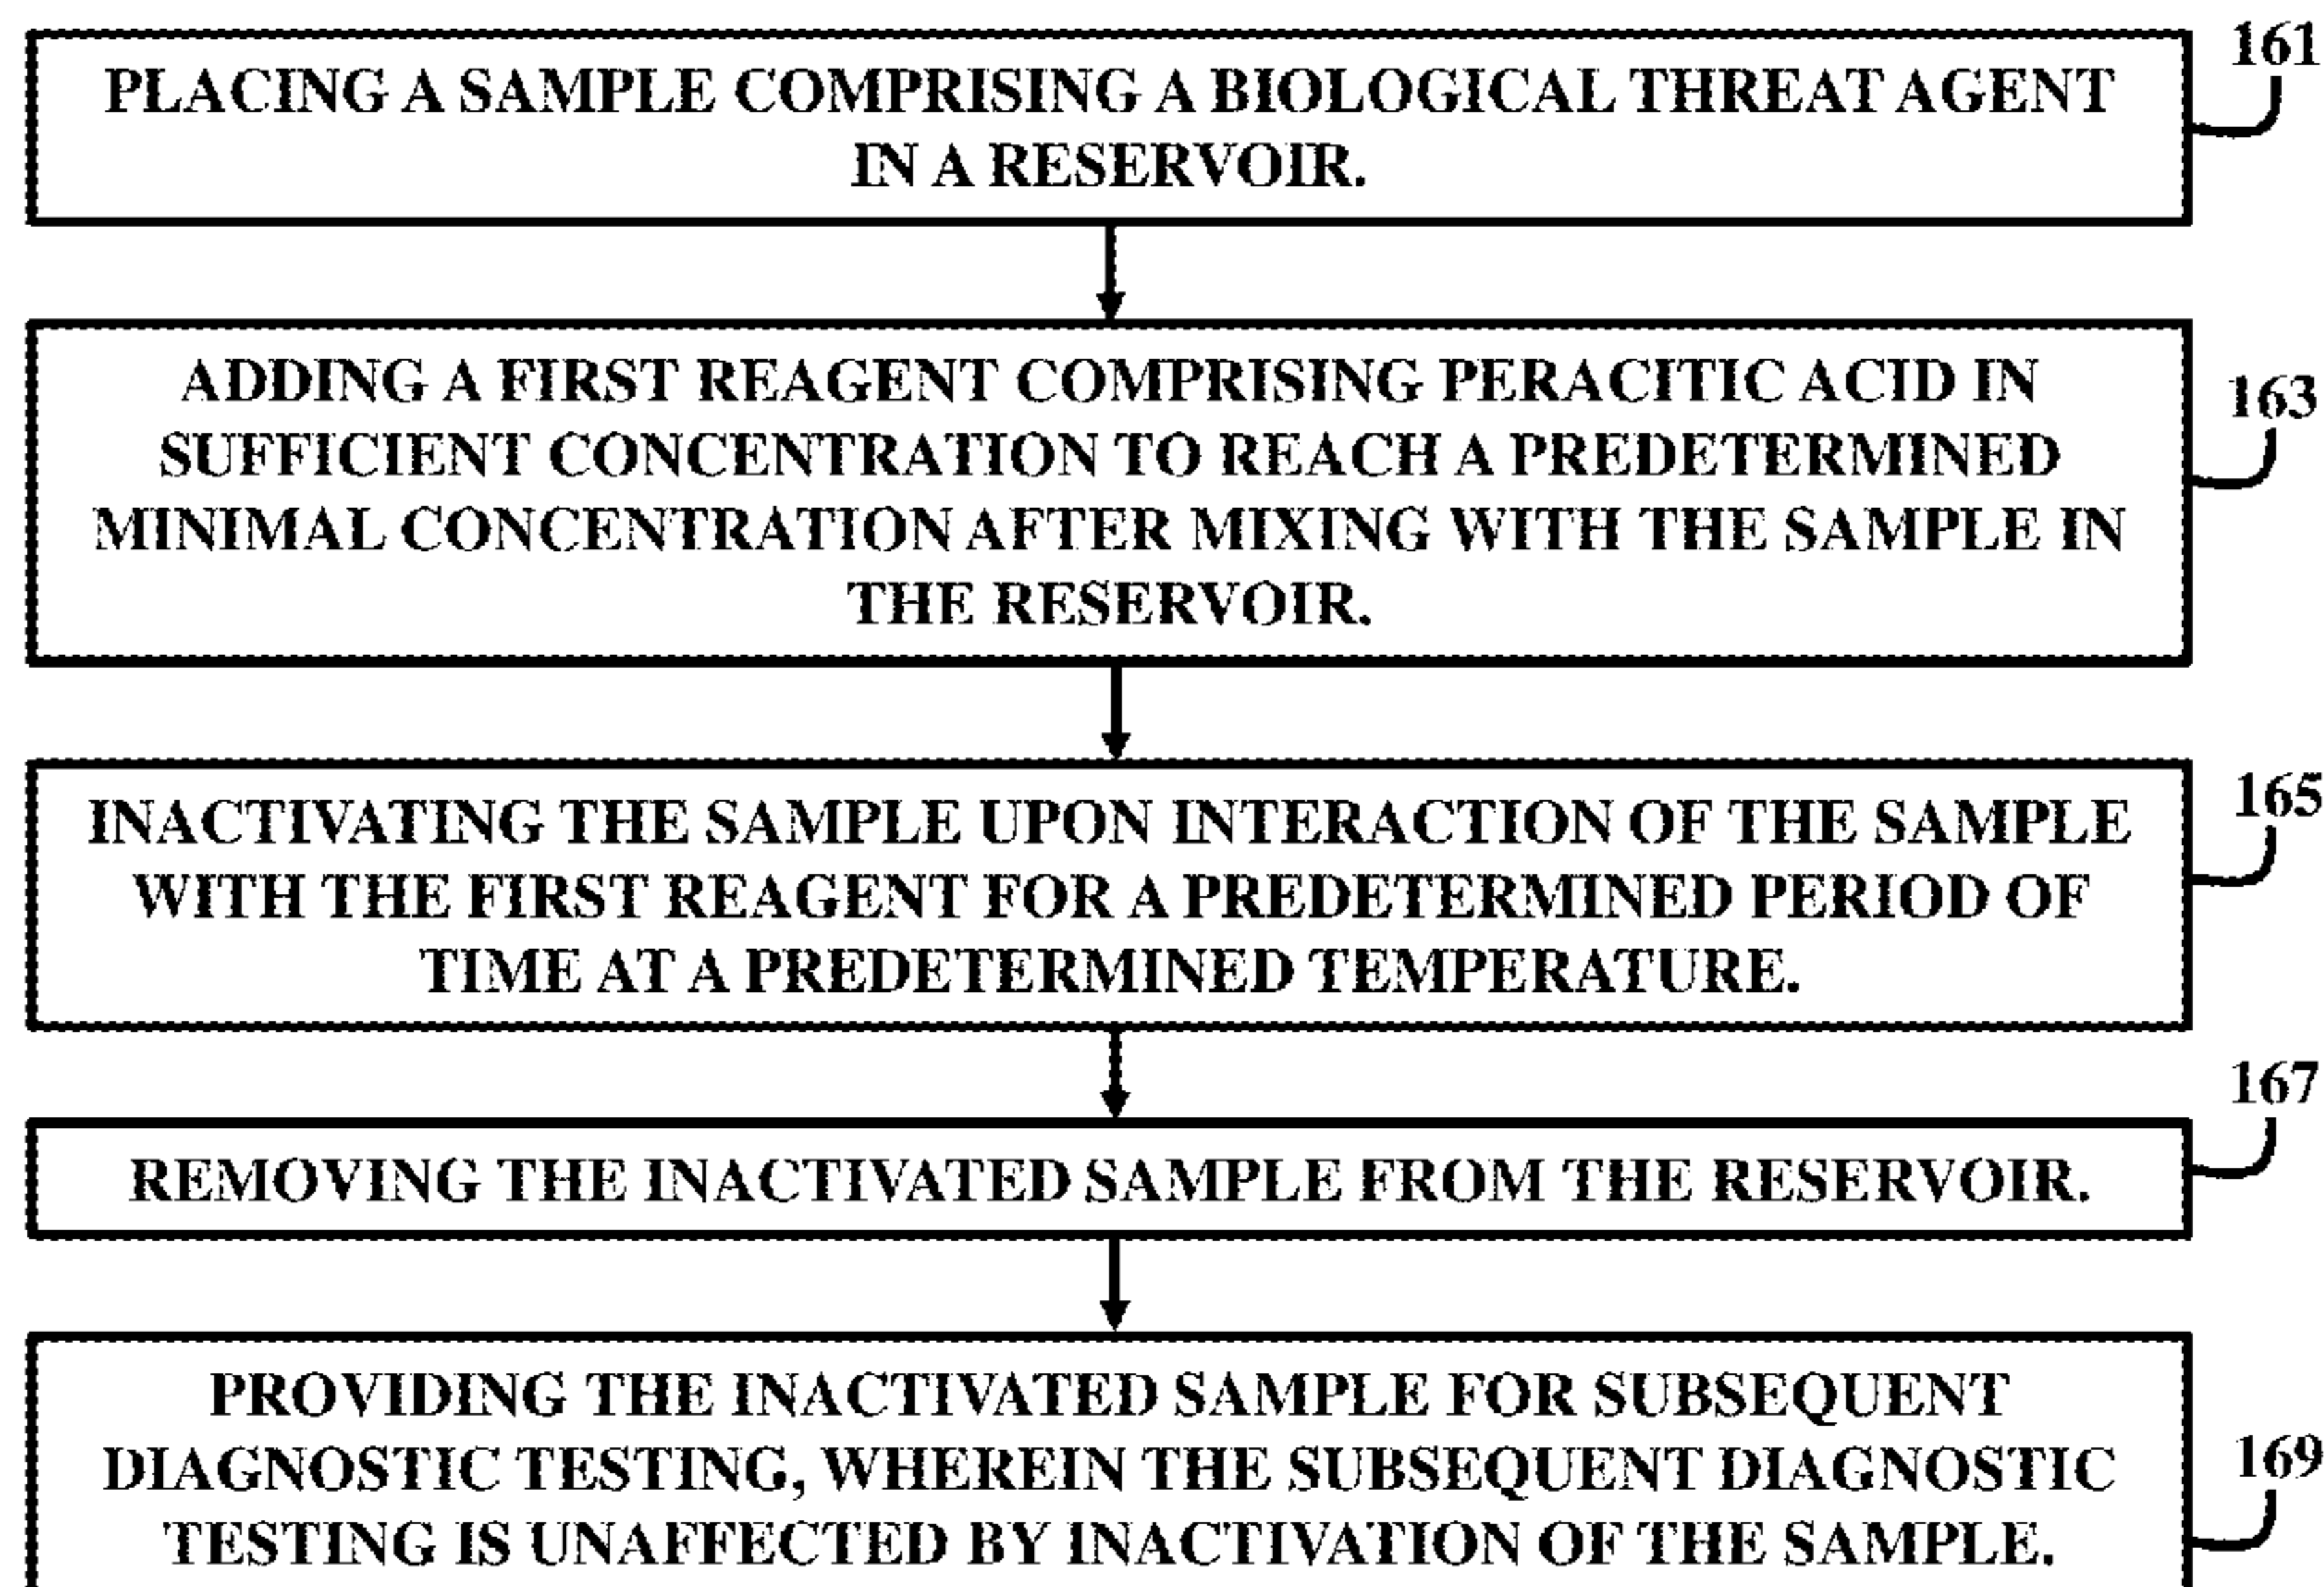 161
PLACING A SAMPLE COMPRISING A BIOLOGICAL THREAT AGENT
IN A RESERVOIR.
163
ADDING A FIRST REAGENT COMPRISING PERACITIC ACID IN
SUFFICIENT CONCENTRATION TO REACH A PREDETERMINED
MINIMAL CONCENTRATION AFTER MIXING WITH THE SAMPLE IN
THE RESERVOIR.
165
INACTIVATING THE SAMPLE UPON INTERACTION OF THE SAMPLE
WITH THE FIRST REAGENT FOR A PREDETERMINED PERIOD OF
TIME AT A PREDETERMINED TEMPERATURE.
167
REMOVING THE INACTIVATED SAMPLE FROM THE RESERVOIR.
169
PROVIDING THE INACTIVATED SAMPLE FOR SUBSEQUENT
DIAGNOSTIC TESTING, WHEREIN THE SUBSEQUENT DIAGNOSTIC
TESTING IS UNAFFECTED BY INACTIVATION OF THE SAMPLE.